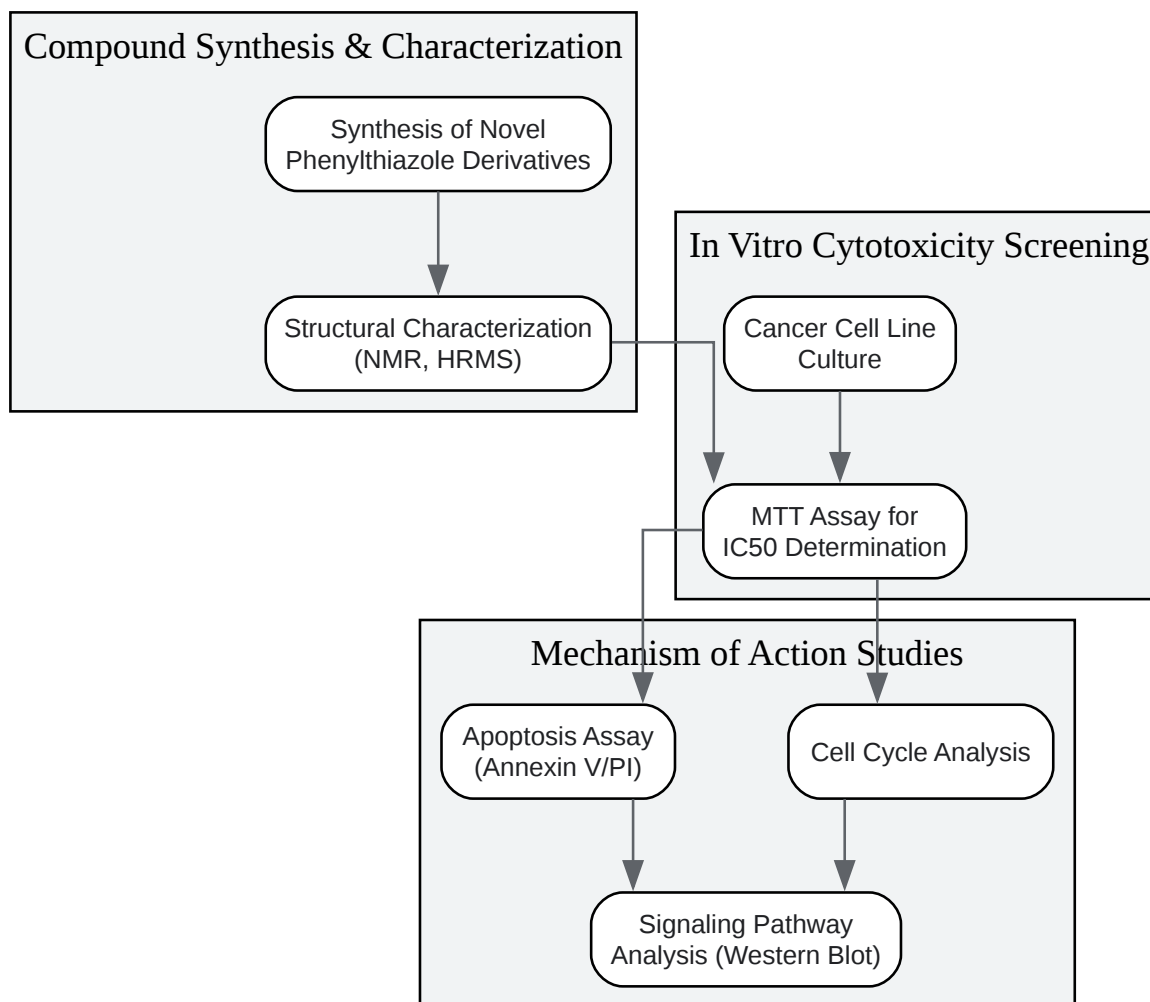 Compound Synthesis & Characterization
Synthesis of Novel
Phenylthiazole Derivatives
Structural Characterization
(NMR, HRMS)
In Vitro Cytotoxicity Screening
Cancer Cell Line
Culture
MTT Assay for
IC50 Determination
Mechanism of Action Studies
Apoptosis Assay
(Annexin V/PI)
Cell Cycle Analysis
Signaling Pathway
Analysis (Western Blot)